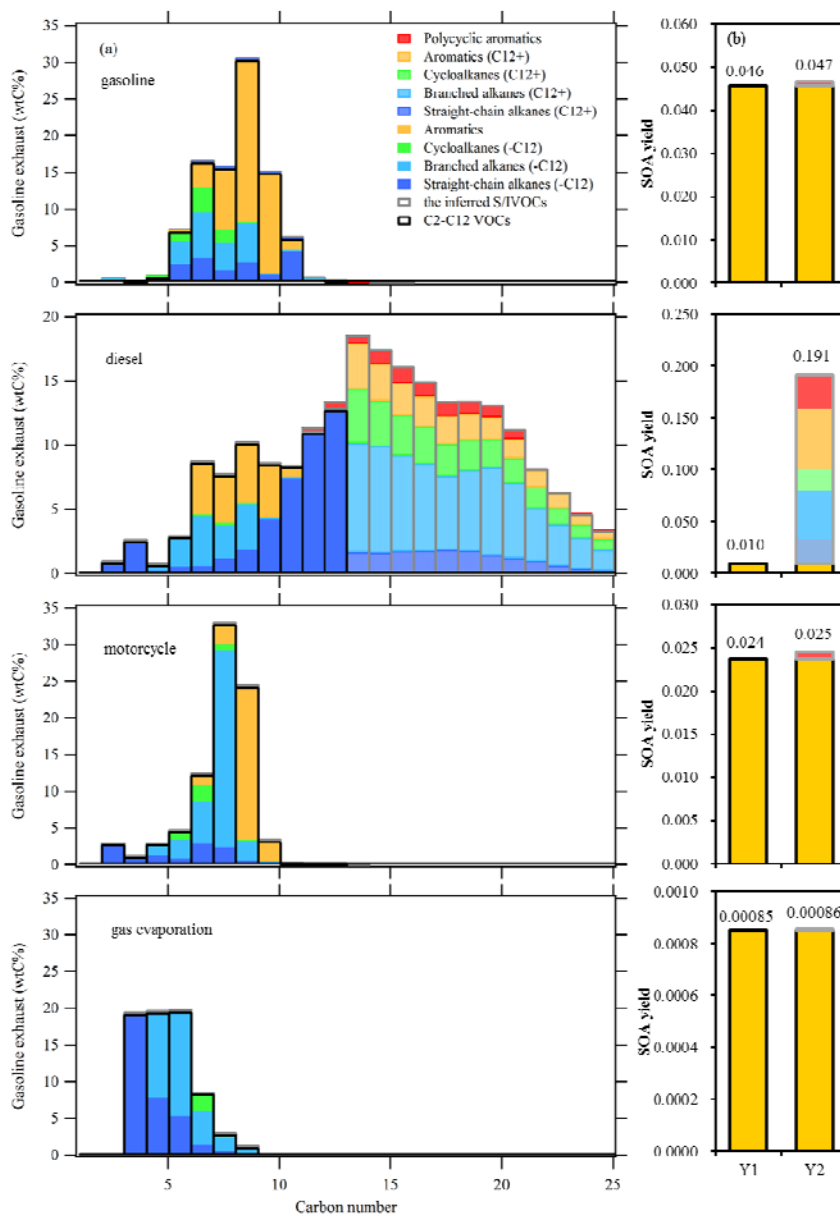 (a)
gasoline
Polycyclic aromatics
Aromatics (C12+)
Cycloalkanes (C12+)
Branched alkanes (C12+)
Straight-chain alkanes (C12+)
Aromatics
Cycloalkanes (-C12)
Branched alkanes (-C12)
Straight-chain alkanes (-C12)
the inferred S/IVOCs
C2-C12 VOCs
Gasoline exhaust (wtC%)
35
30
25
20
15
10
5
0
(b)
SOA yield
0.060
0.050
0.040
0.030
0.020
0.010
0.000
0.046
0.047
diesel
Gasoline exhaust (wtC%)
20
15
10
5
0
SOA yield
0.250
0.200
0.150
0.100
0.050
0.000
0.010
0.191
motorcycle
Gasoline exhaust (wtC%)
35
30
25
20
15
10
5
0
SOA yield
0.030
0.025
0.020
0.015
0.010
0.005
0.000
0.024
0.025
gas evaporation
Gasoline exhaust (wtC%)
35
30
25
20
15
10
5
0
5
10
15
20
25
Carbon number
SOA yield
0.0010
0.0008
0.0006
0.0004
0.0002
0.0000
0.00085
0.00086
Y1
Y2